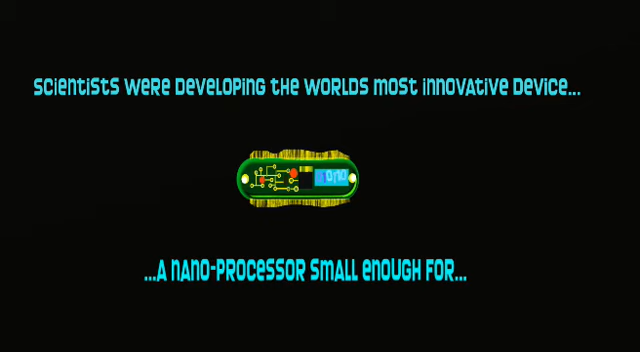 Scientists were developing the worlds most innovative device...
...A nano-processor small enough for...